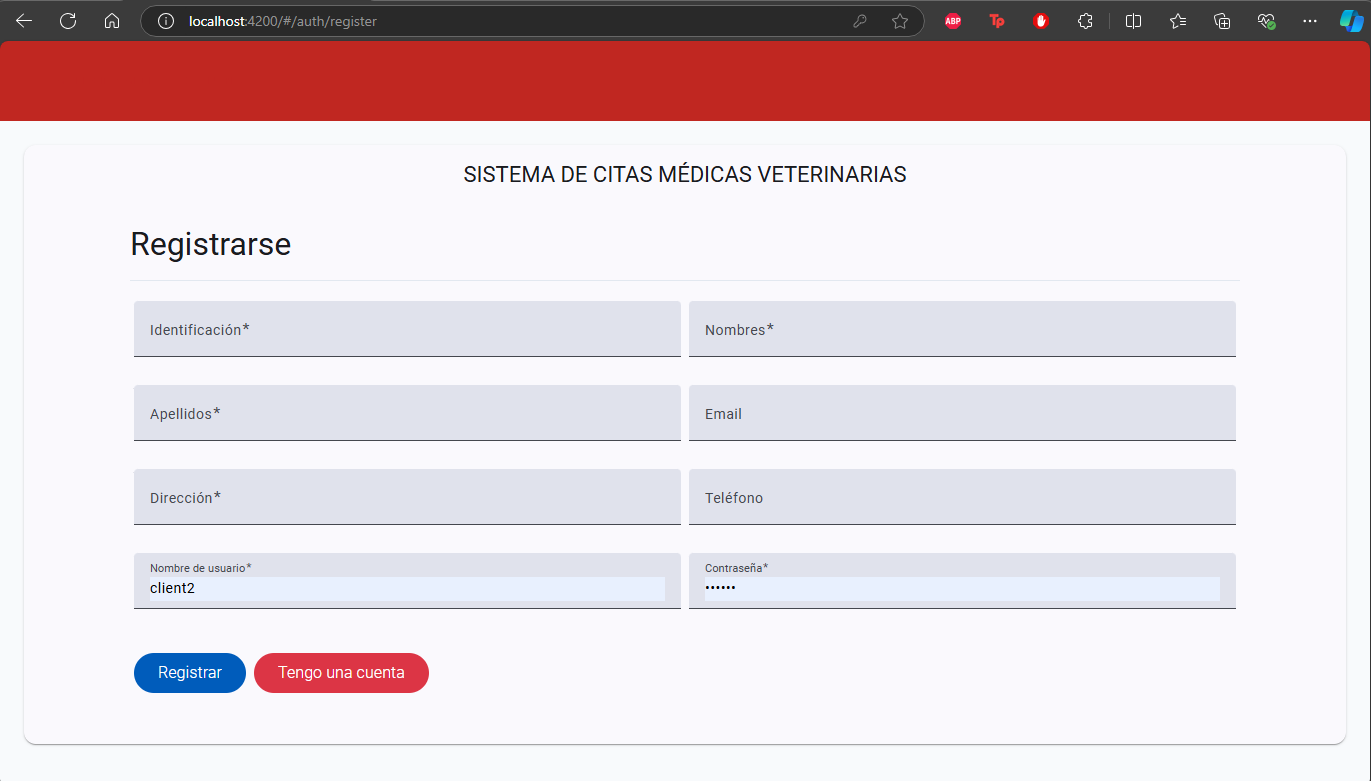 localhost:4200/#/auth/register
ABP
Tp
SISTEMA DE CITAS MÉDICAS VETERINARIAS
Registrarse
Identificación*
Nombres*
Apellidos*
Email
Dirección*
Teléfono
Nombre de usuario*
client2
Contraseña*
••••••
Registrar
Tengo una cuenta